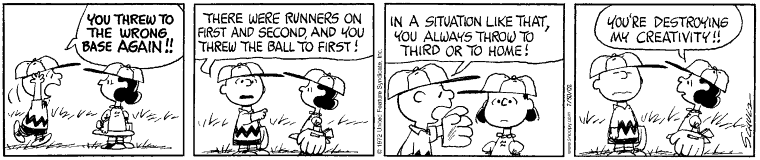 YOU THREW TO
THE WRONG
BASE AGAIN!!
THERE WERE RUNNERS ON
FIRST AND SECOND, AND YOU
THREW THE BALL TO FIRST!
© 1972 United Feature Syndicate, Inc.
IN A SITUATION LIKE THAT,
YOU ALWAYS THROW TO
THIRD OR TO HOME!
YOU'RE DESTROYING
MY CREATIVITY!!
SCHULZ